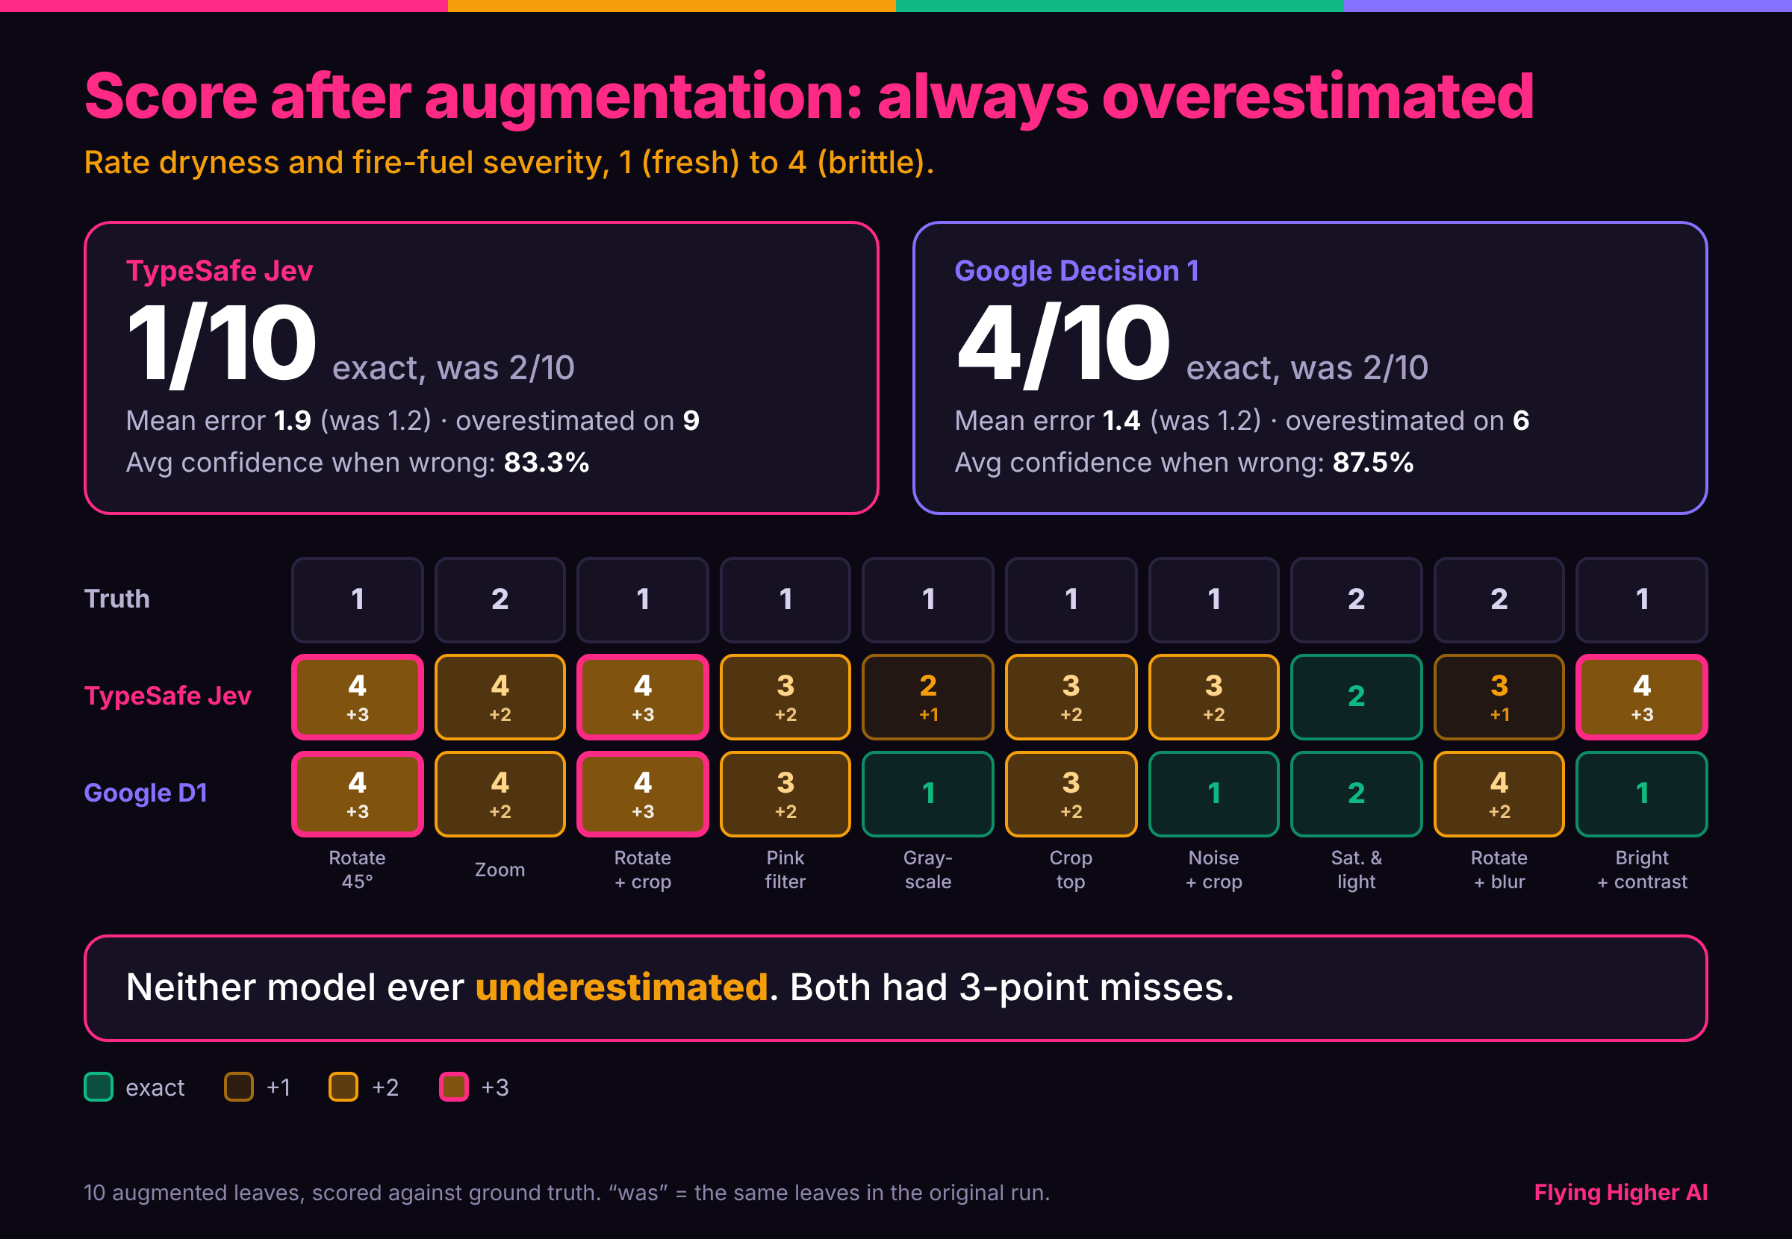 Score after augmentation: always overestimated
Rate dryness and fire-fuel severity, 1 (fresh) to 4 (brittle).
TypeSafe Jev
1/10 exact, was 2/10
Mean error 1.9 (was 1.2) · overestimated on 9
Avg confidence when wrong: 83.3%
Google Decision 1
4/10 exact, was 2/10
Mean error 1.4 (was 1.2) · overestimated on 6
Avg confidence when wrong: 87.5%
Truth 1 2 1 1 1 1 1 2 2 1
TypeSafe Jev 4 4 4 3 2 3 3 2 3 4
+3 +2 +3 +2 +1 +2 +2 +1 +3
Google D1 4 4 4 3 1 3 1 2 4 1
+3 +2 +3 +2 +2 +2
Rotate 45° Zoom Rotate + crop Pink filter Gray-scale Crop top Noise + crop Sat. & light Rotate + blur Bright + contrast
Neither model ever underestimated. Both had 3-point misses.
exact +1 +2 +3
10 augmented leaves, scored against ground truth. “was” = the same leaves in the original run.
Flying Higher AI